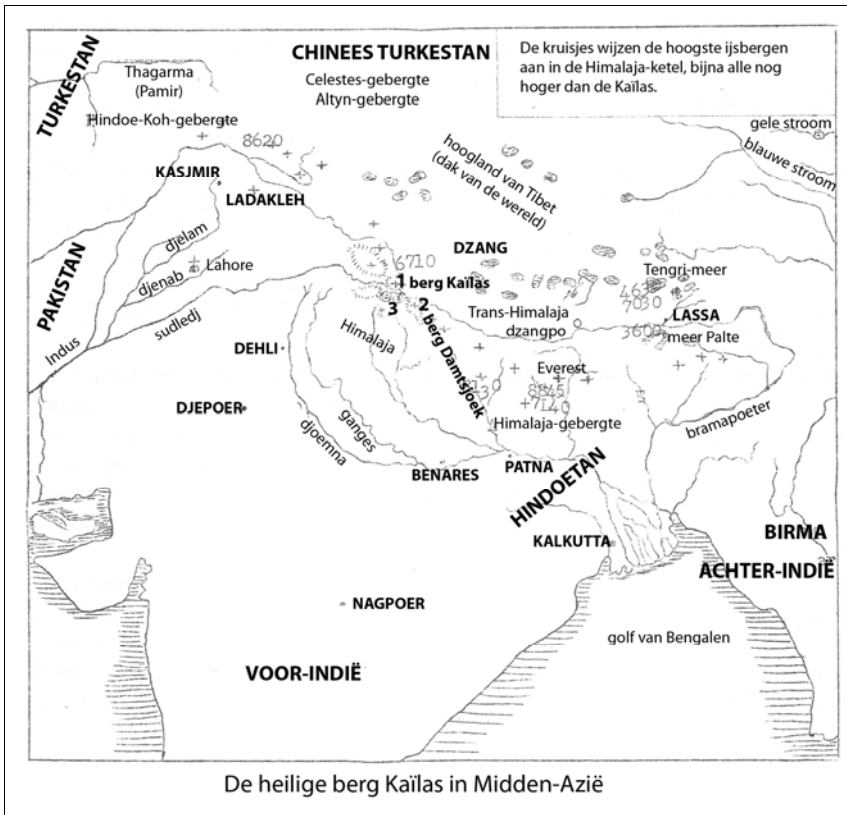 TURKESTAN
CHINEES TURKESTAN
De kruisjes wijzen de hoogste ijsbergen
aan in de Himalaja-ketel, bijna alle nog
hoger dan de Kaïlas.
Thagarma
(Pamir)
Celestes-gebergte
Altyn-gebergte
Hindoe-Koh-gebergte
8620
gele stroom
blauwe stroom
hoogland van Tibet
(dak van de wereld)
KASJMIR
LADAKLEH
djelam
DZANG
PAKISTAN
djenab
Lahore
6710
1 berg Kaïlas
Tengri-meer
7030
3
2
berg Damtsjoek
Trans-Himalaja
dzangpo
LASSA
Indus
sudledj
Himalaja
3600
meer Palte
DEHLI
Everest
8845
7140
DJEPOER
Himalaja-gebergte
bramapoeter
ganges
djoemna
BENARES
PATNA
HINDOETAN
KALKUTTA
BIRMA
ACHTER-INDIË
NAGPOER
golf van Bengalen
VOOR-INDIË
De heilige berg Kaïlas in Midden-Azië